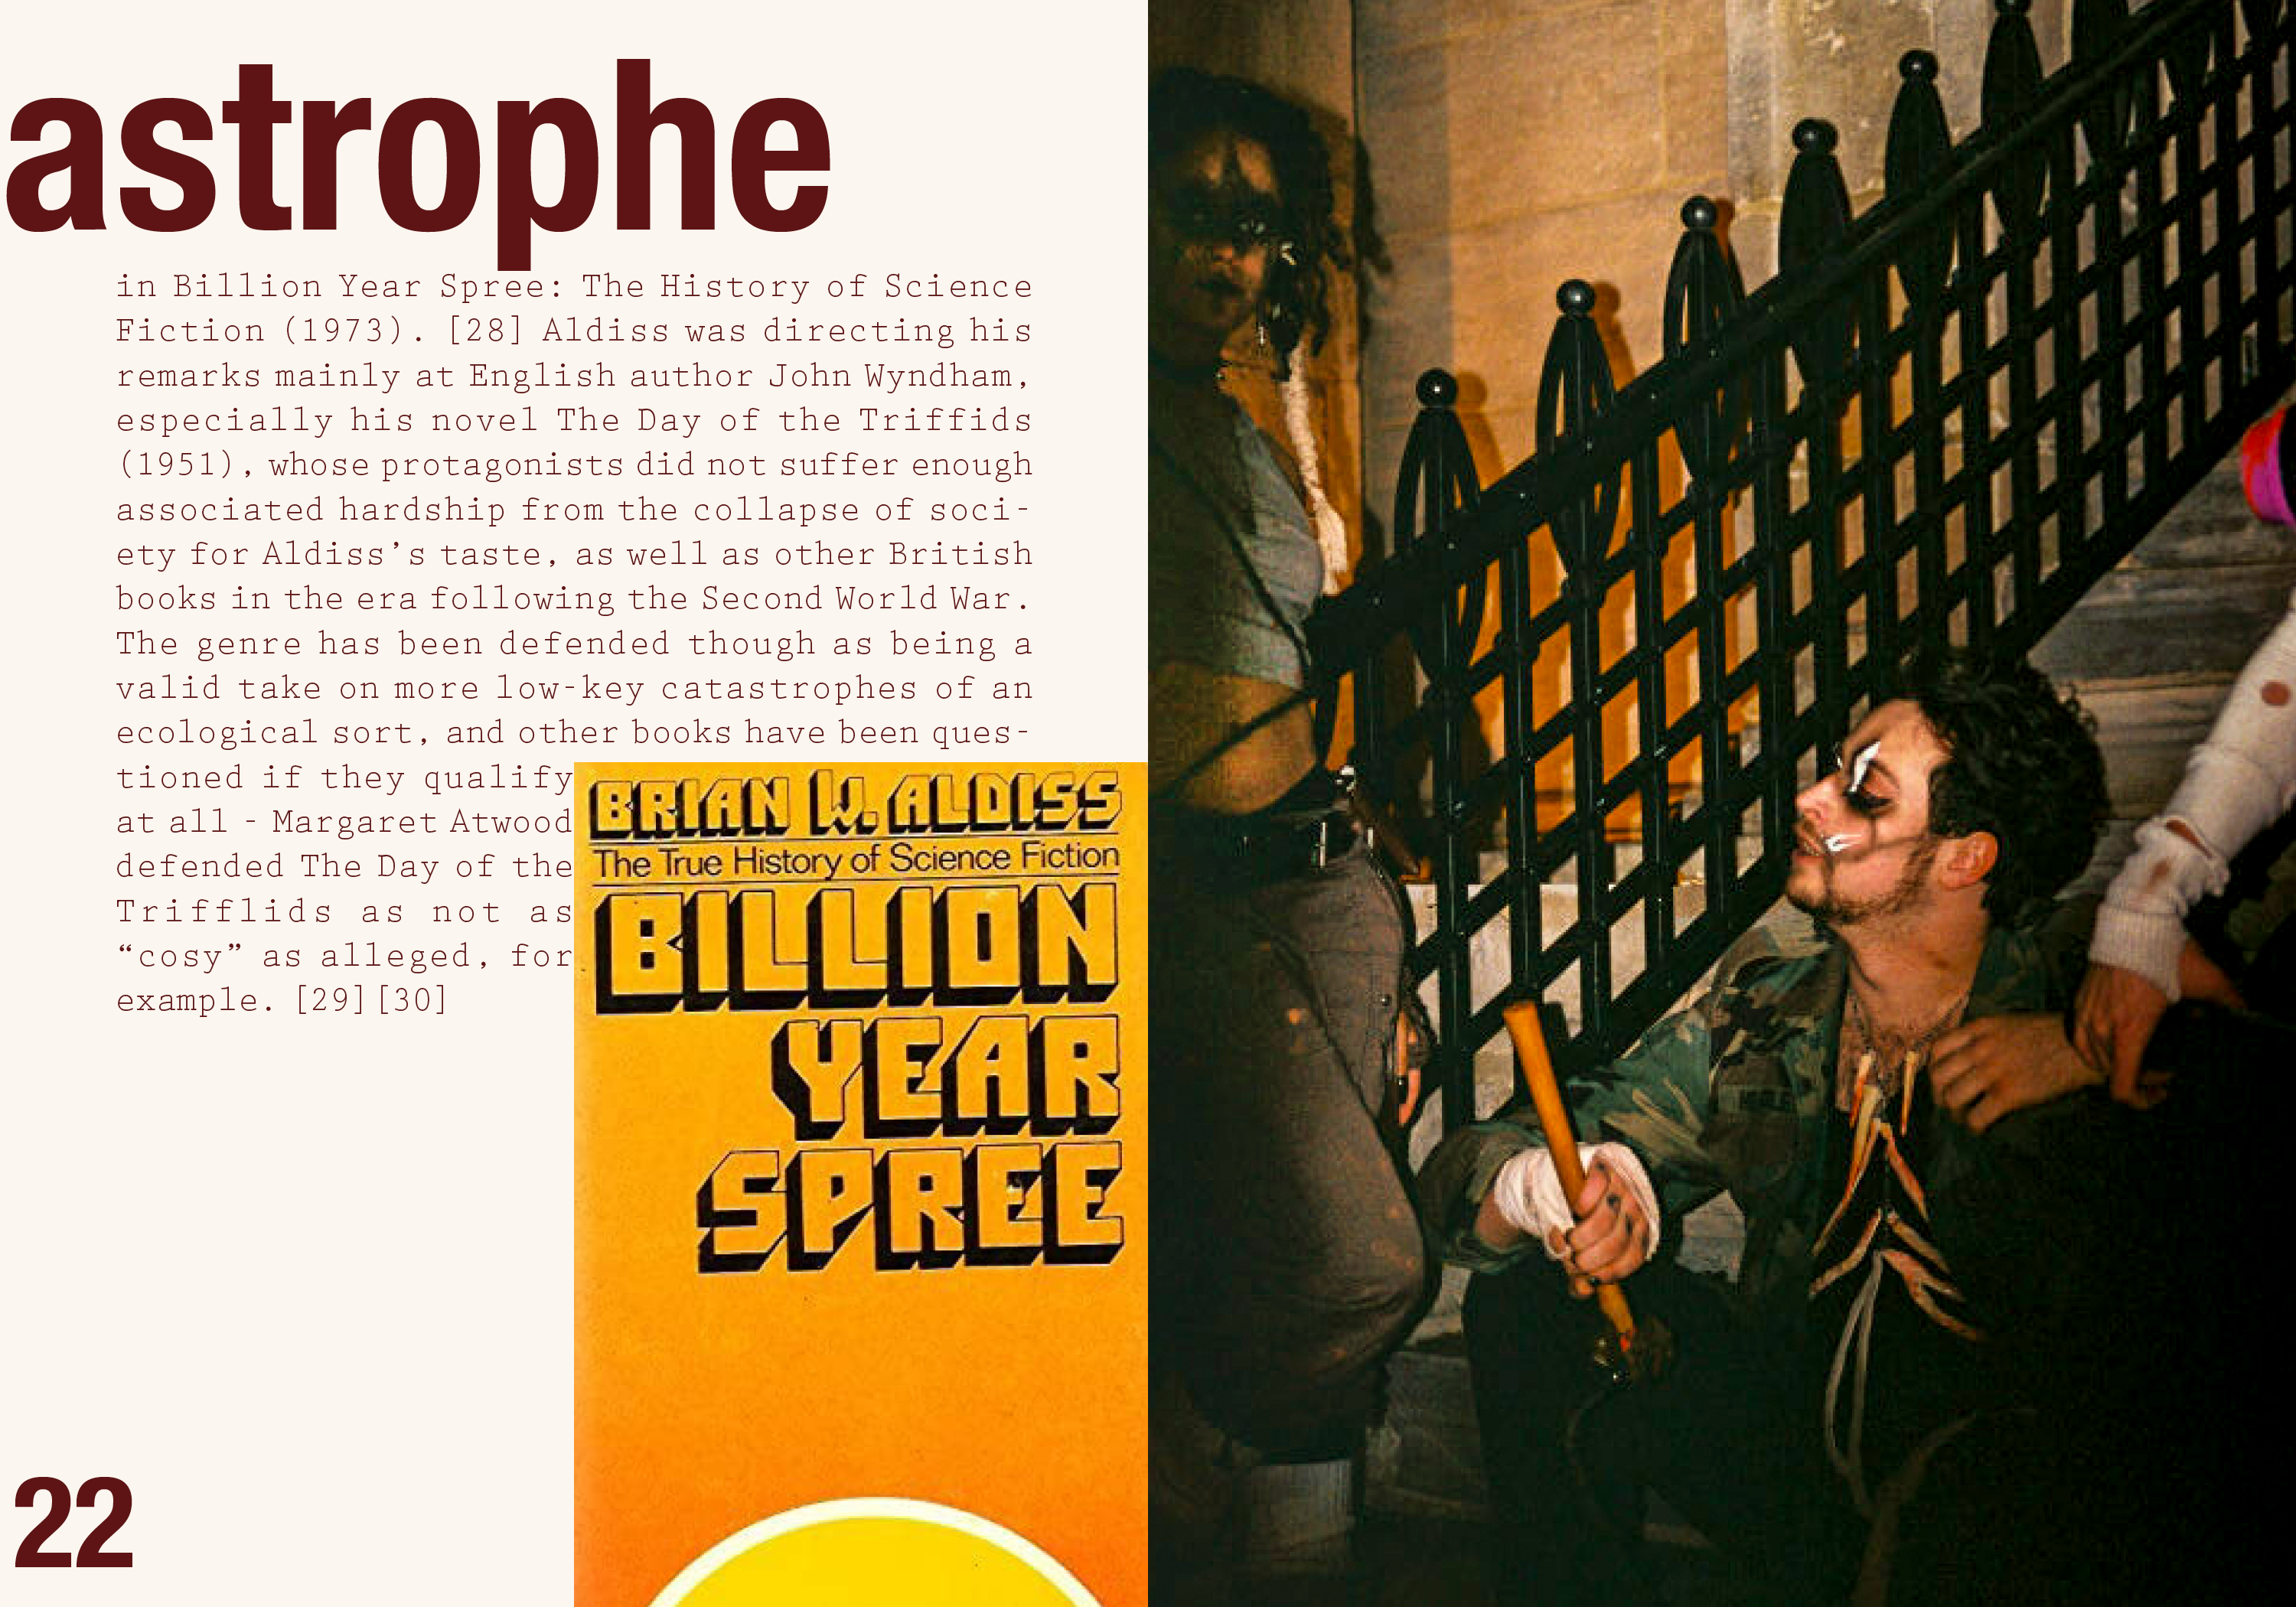 astrophe
in Billion Year Spree: The History of Science
Fiction (1973). [28] Aldiss was directing his
remarks mainly at English author John Wyndham,
especially his novel The Day of the Triffids
(1951), whose protagonists did not suffer enough
associated hardship from the collapse of soci-
ety for Aldiss’s taste, as well as other British
books in the era following the Second World War.
The genre has been defended though as being a
valid take on more low-key catastrophes of an
ecological sort, and other books have been ques-
tioned if they qualify
at all - Margaret Atwood
defended The Day of the
Trifflids as not as
“cosy” as alleged, for
example. [29][30]
BRIAN W. ALDISS
The True History of Science Fiction
BILLION
YEAR
SPREE
22